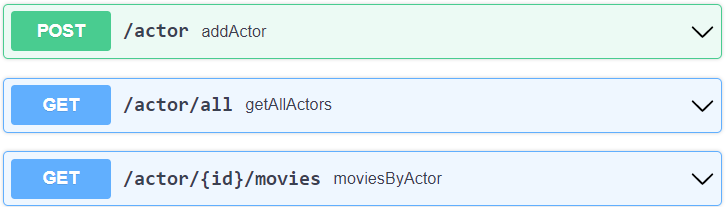 POST /actor addActor
GET /actor/all getAllActors
GET /actor/{id}/movies moviesByActor